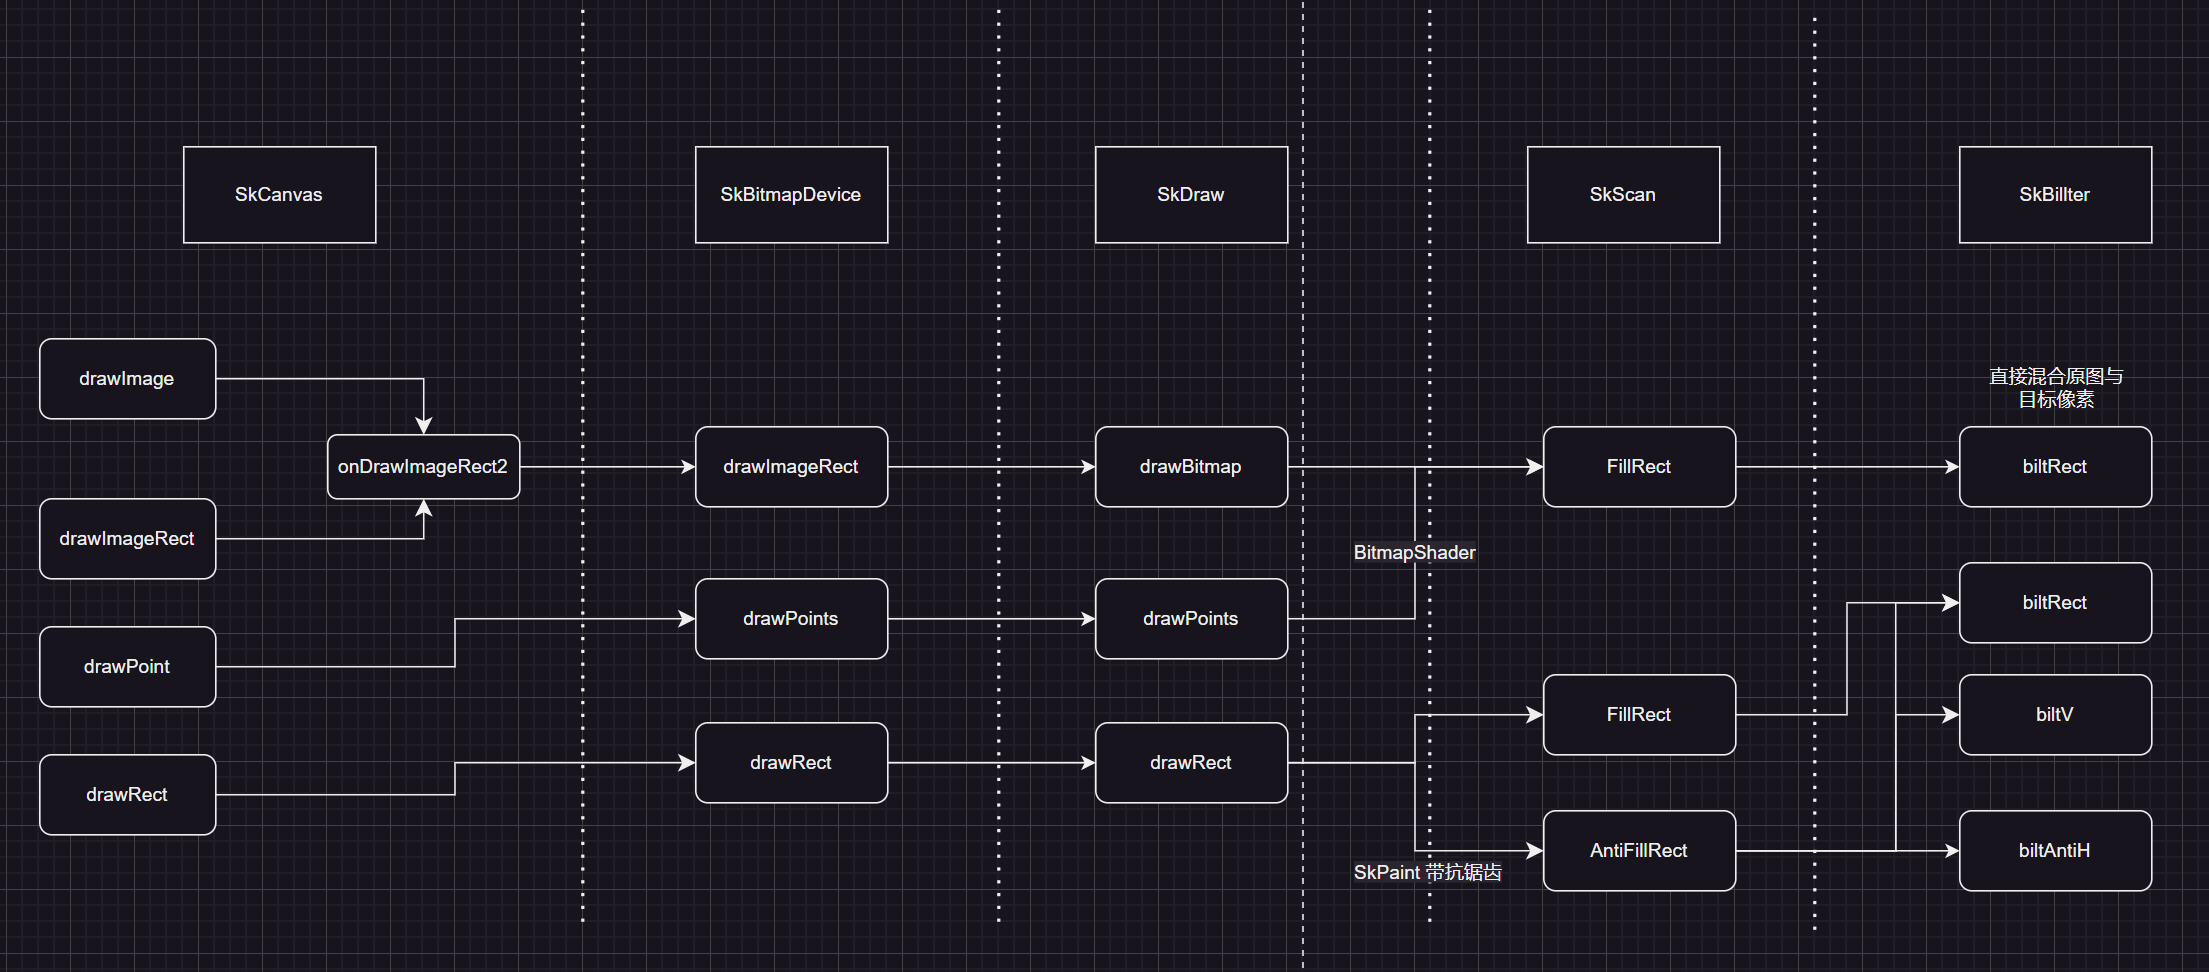 SkCanvas
SkBitmapDevice
SkDraw
SkScan
SkBillter
drawImage
直接混合原图与
目标像素
onDrawImageRect2
drawImageRect
drawBitmap
FillRect
biltRect
drawImageRect
BitmapShader
drawPoints
drawPoints
biltRect
drawPoint
FillRect
biltV
drawRect
drawRect
drawRect
AntiFillRect
biltAntiH
SkPaint 带抗锯齿